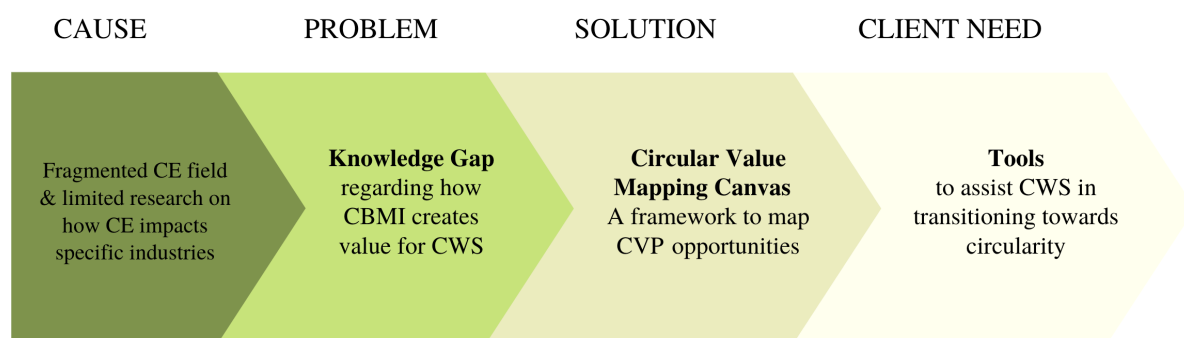 CAUSE
PROBLEM
SOLUTION
CLIENT NEED
Fragmented CE field
& limited research on
how CE impacts
specific industries
Knowledge Gap
regarding how
CBMI creates
value for CWS
Circular Value
Mapping Canvas
A framework to map
CVP opportunities
Tools
to assist CWS in
transitioning towards
circularity